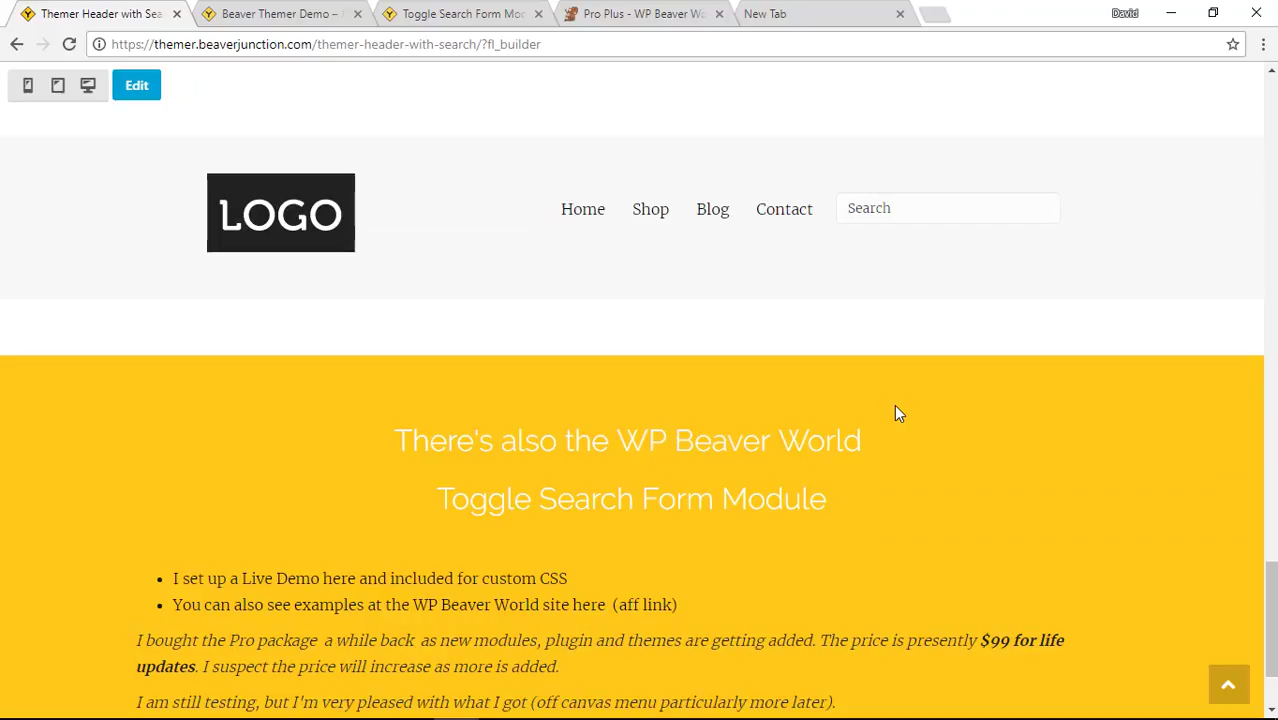 Themer Header with Sea
Beaver Themer Demo –
Toggle Search Form Mod
Pro Plus - WP Beaver Wo
New Tab
David
https://themer.beaverjunction.com/themer-header-with-search/?fl_builder
Edit
LOGO
Home Shop Blog Contact Search
There's also the WP Beaver World
Toggle Search Form Module
• I set up a Live Demo here and included for custom CSS
• You can also see examples at the WP Beaver World site here (aff link)
I bought the Pro package a while back as new modules, plugin and themes are getting added. The price is presently $99 for life
updates. I suspect the price will increase as more is added.
I am still testing, but I'm very pleased with what I got (off canvas menu particularly more later).